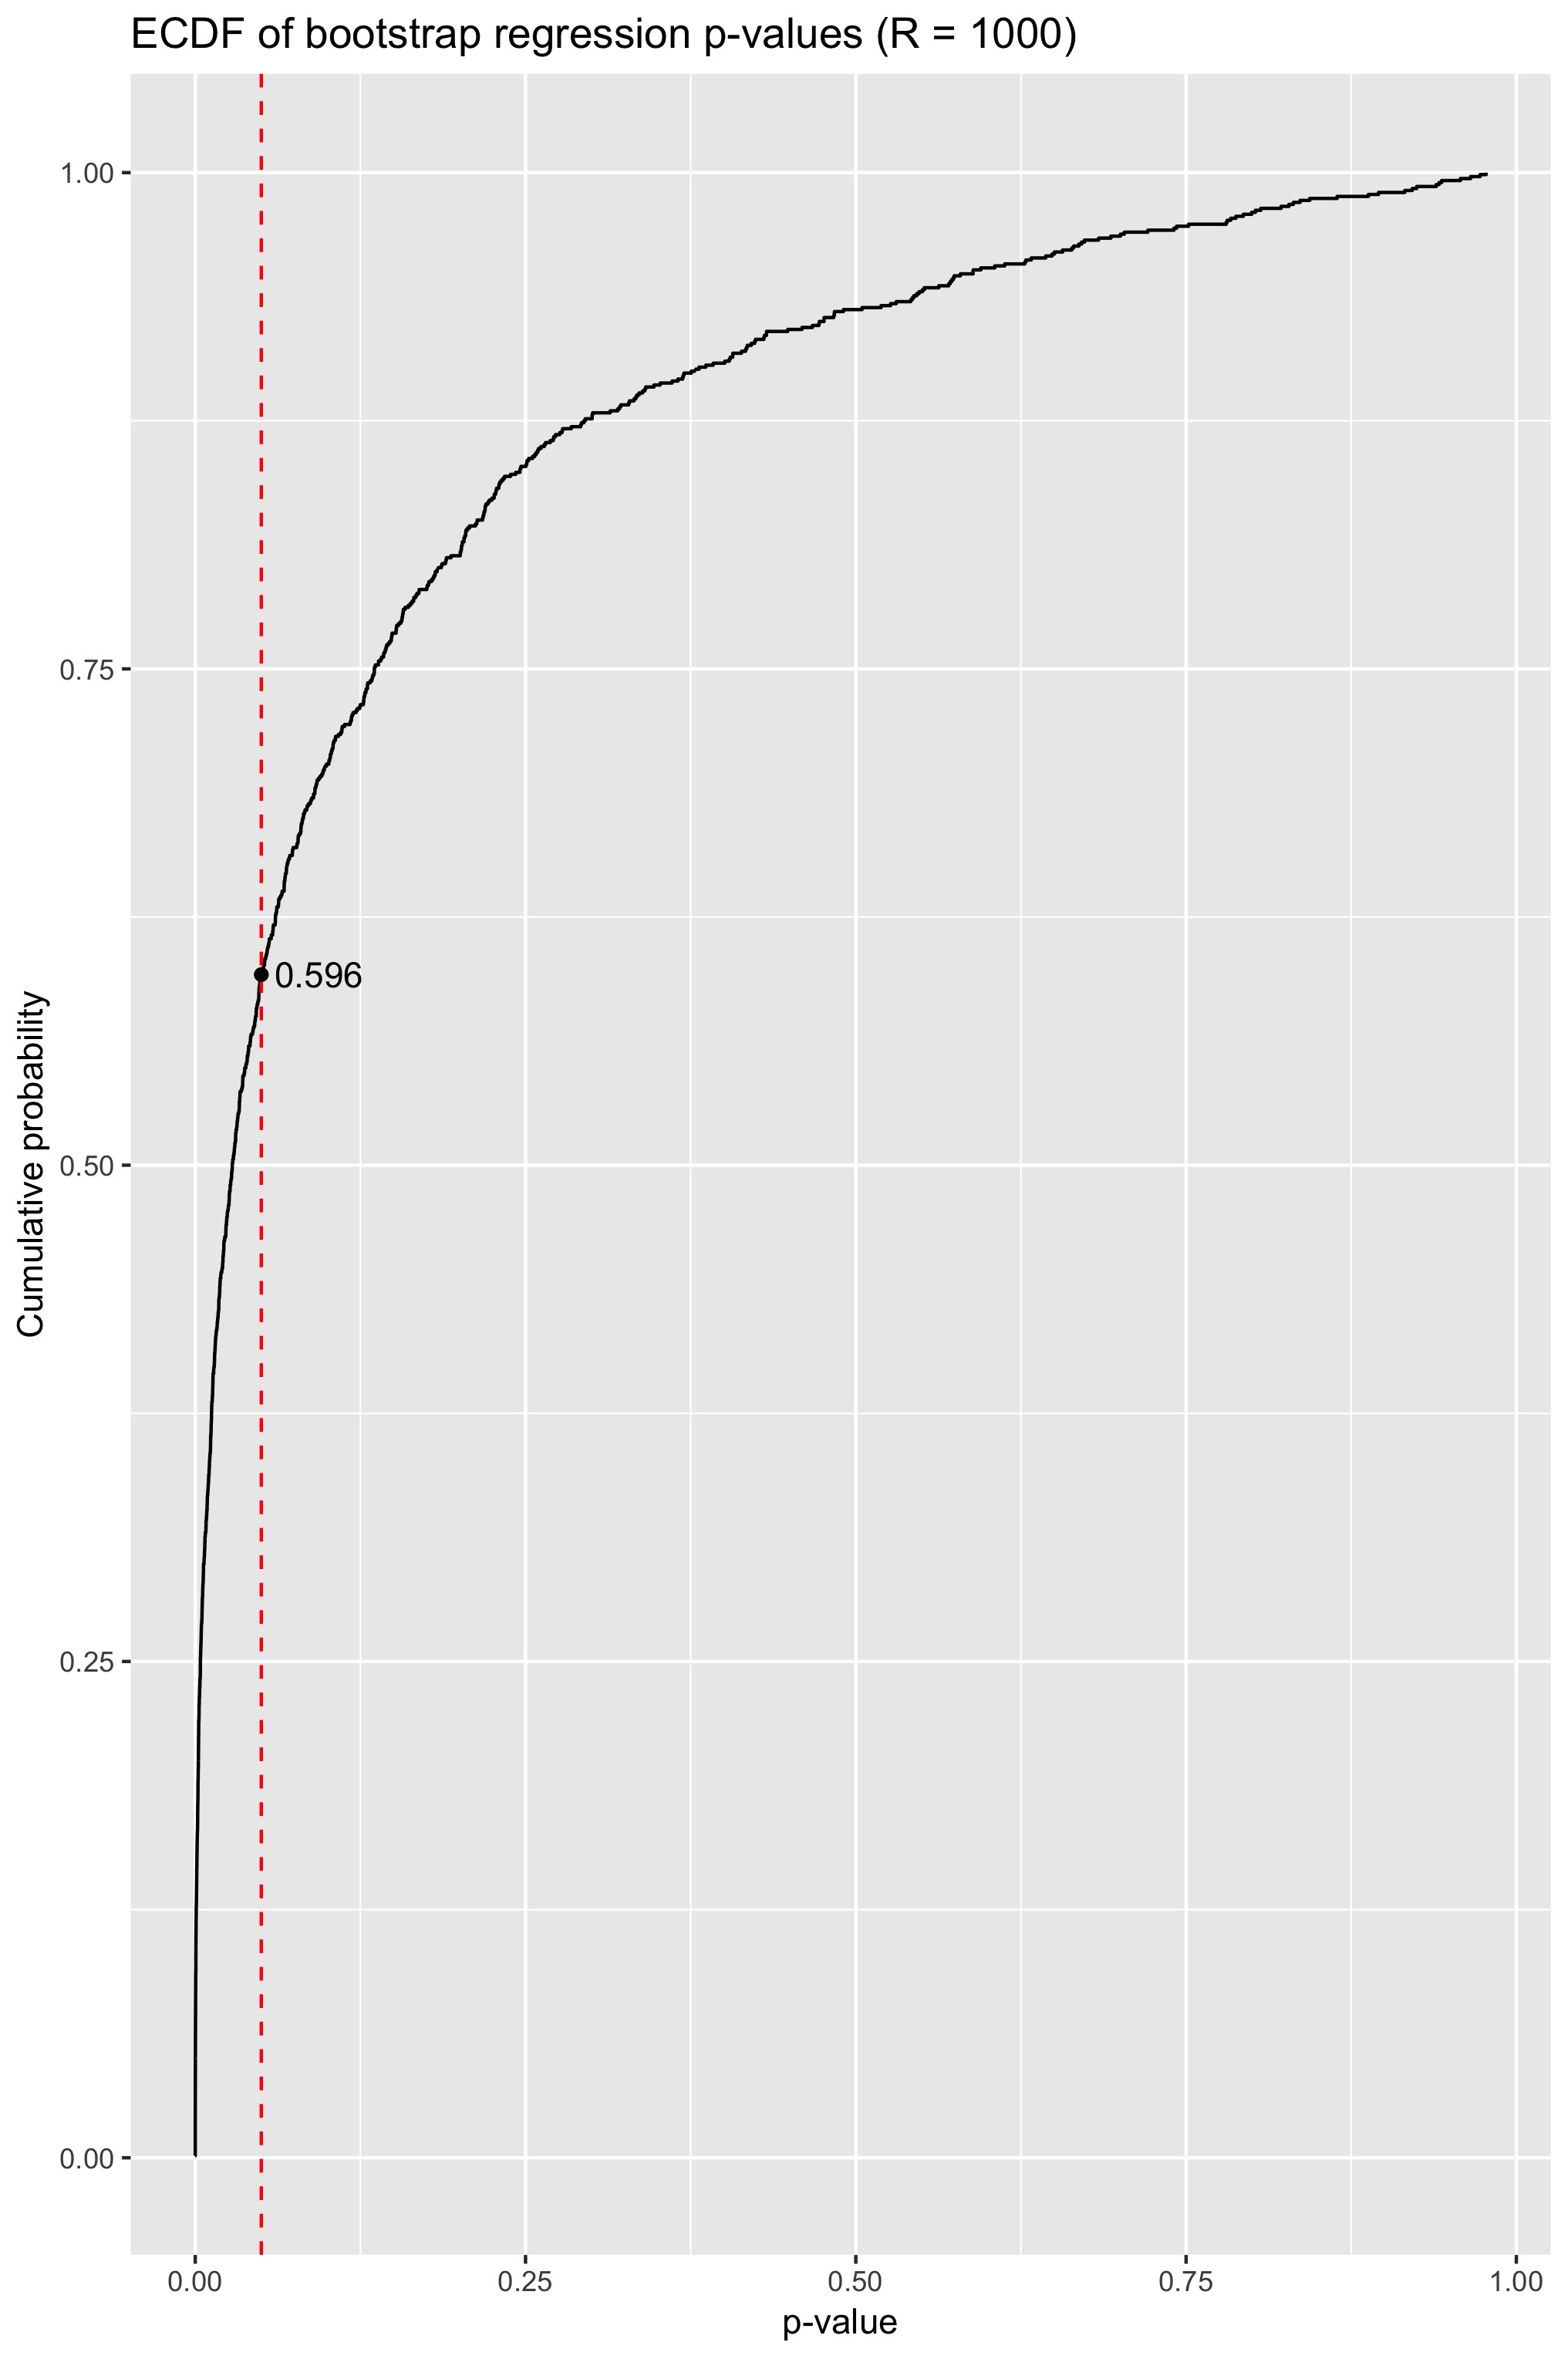 ECDF of bootstrap regression p-values (R = 1000)
Cumulative probability
1.00
0.75
0.596
0.50
0.25
0.00
0.00 0.25 0.50 0.75 1.00
p-value